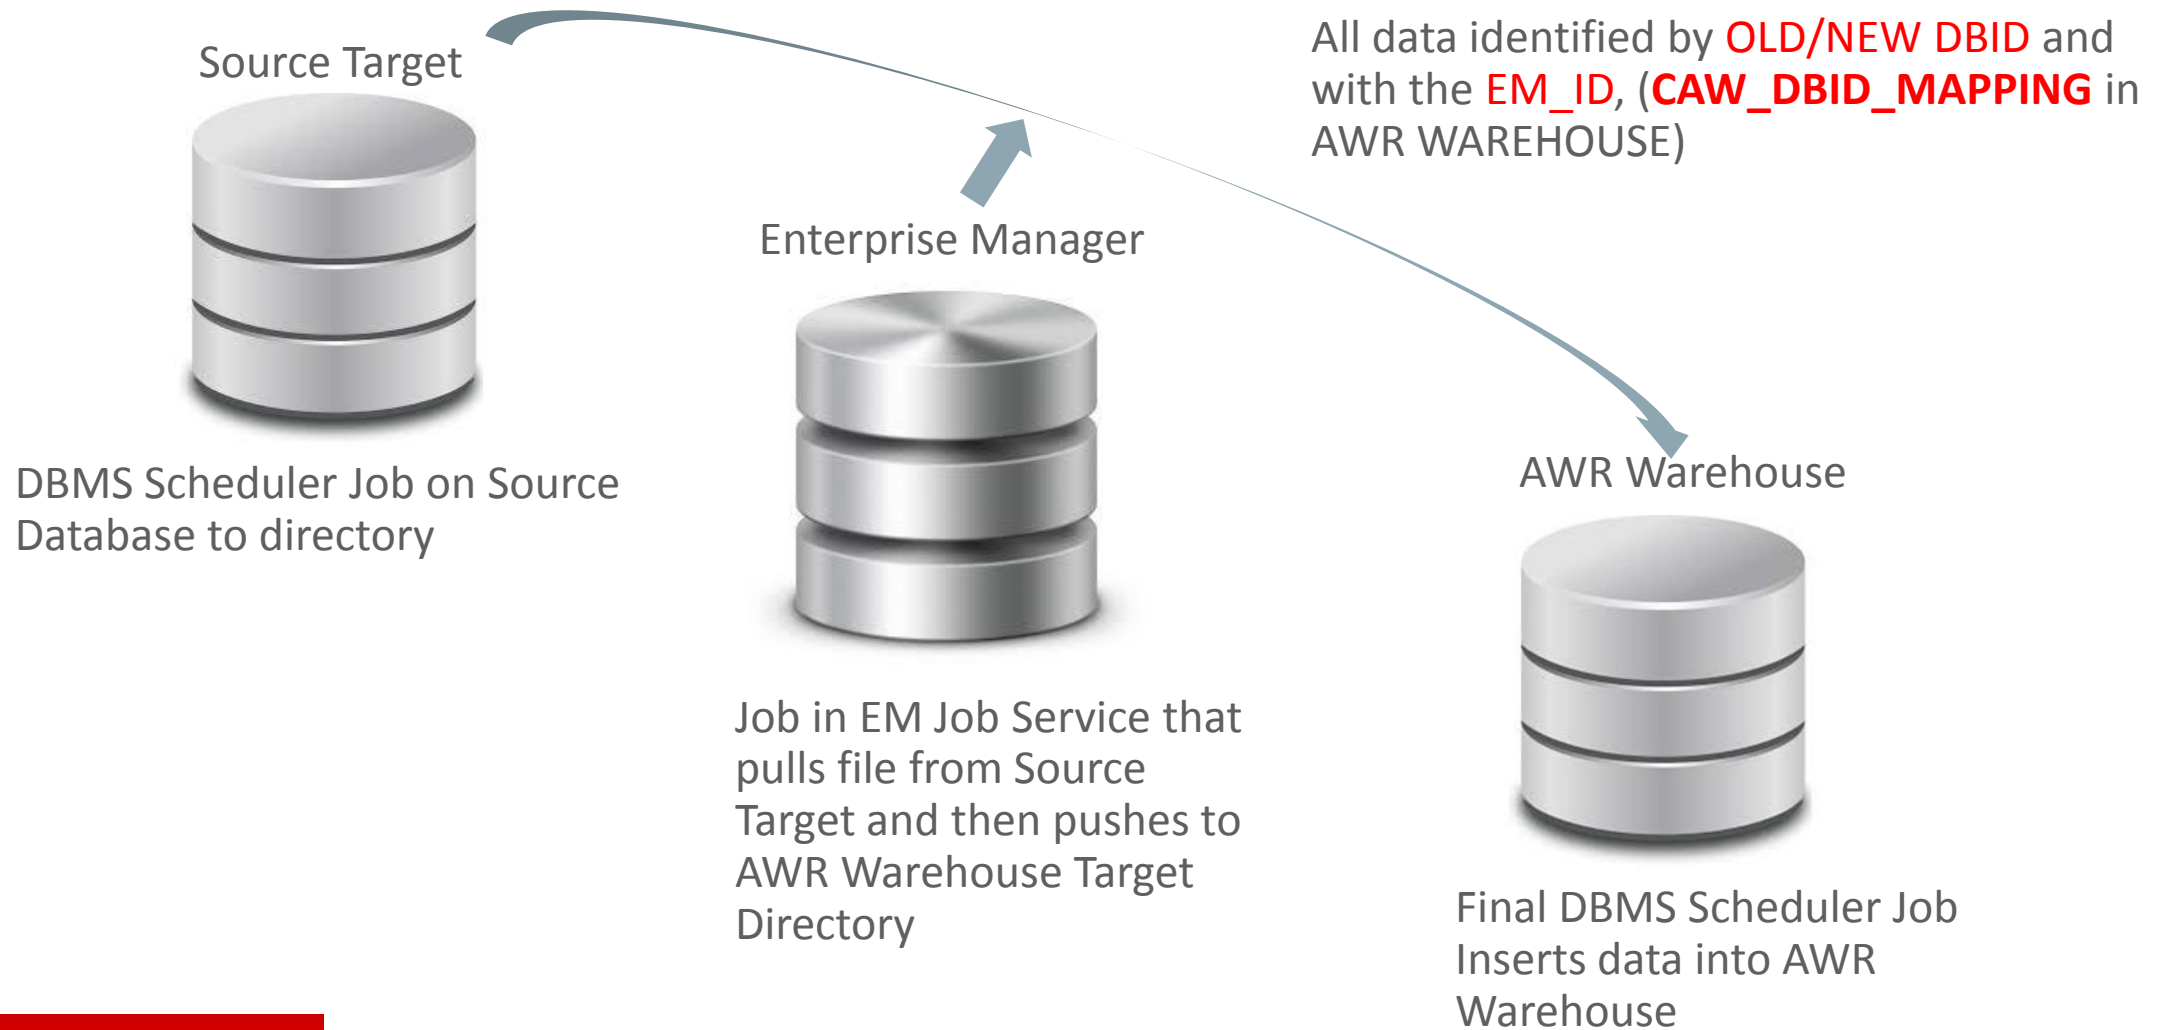 Source Target
DBMS Scheduler Job on Source
Database to directory
Enterprise Manager
Job in EM Job Service that
pulls file from Source
Target and then pushes to
AWR Warehouse Target
Directory
All data identified by OLD/NEW DBID and
with the EM_ID, (CAW_DBID_MAPPING in
AWR WAREHOUSE)
AWR Warehouse
Final DBMS Scheduler Job
Inserts data into AWR
Warehouse